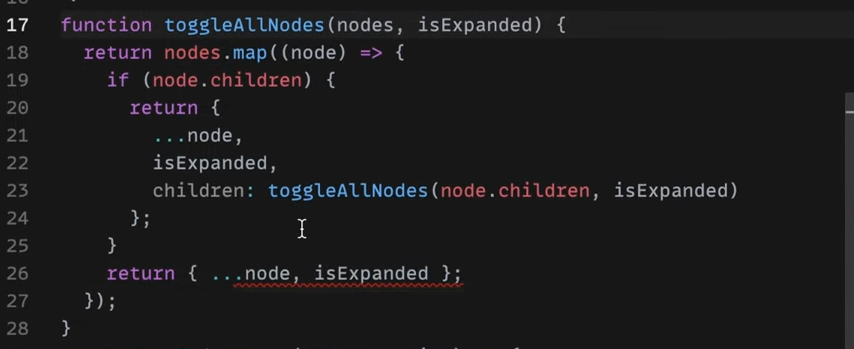 17 function toggleAllNodes(nodes, isExpanded) {
18 return nodes.map((node) => {
19 if (node.children) {
20 return {
21 ...node,
22 isExpanded,
23 children: toggleAllNodes(node.children, isExpanded)
24 };
25 }
26 return { ...node, isExpanded };
27 });
28 }